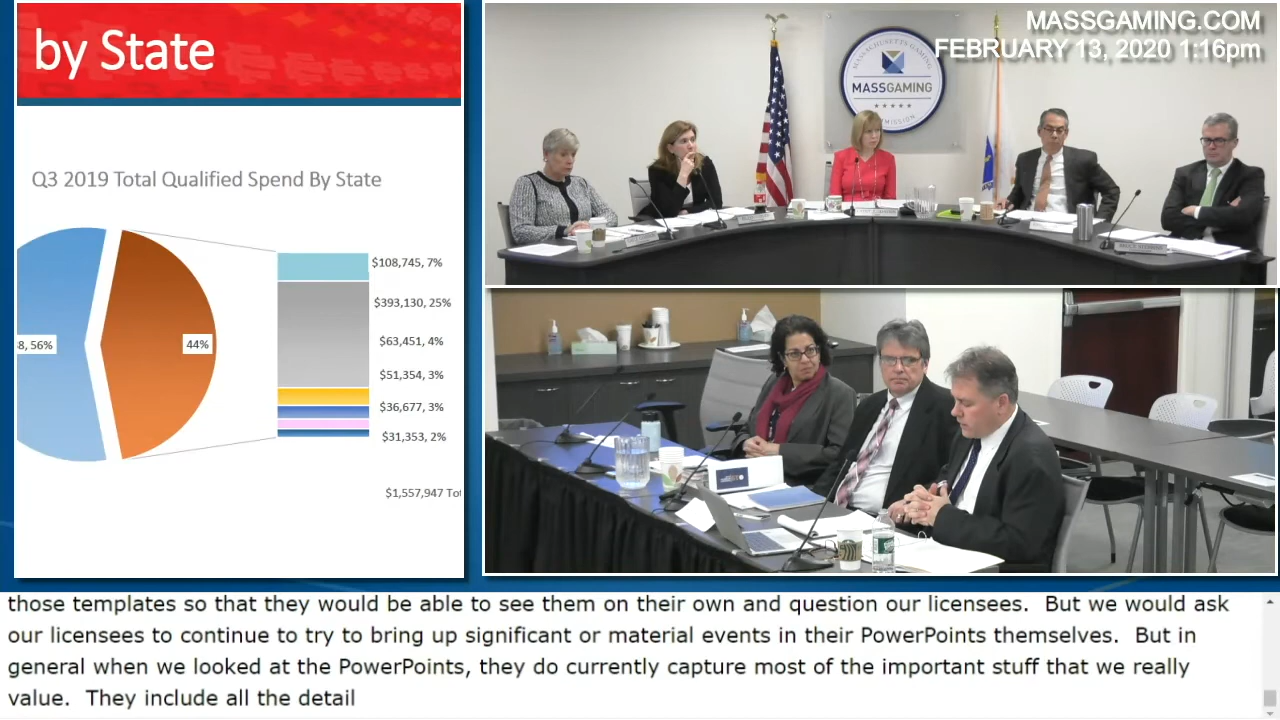 by State
Q3 2019 Total Qualified Spend By State
8, 56%
44%
$108,745, 7%
$393,130, 25%
$63,451, 4%
$51,354, 3%
$36,677, 3%
$31,353, 2%
$1,557,947 Tot
MASSGAMING.COM
FEBRUARY 13, 2020 1:16pm
MASSACHUSETTS GAMING
MASSGAMING
those templates so that they would be able to see them on their own and question our licensees. But we would ask
our licensees to continue to try to bring up significant or material events in their PowerPoints themselves. But in
general when we looked at the PowerPoints, they do currently capture most of the important stuff that we really
value. They include all the detail